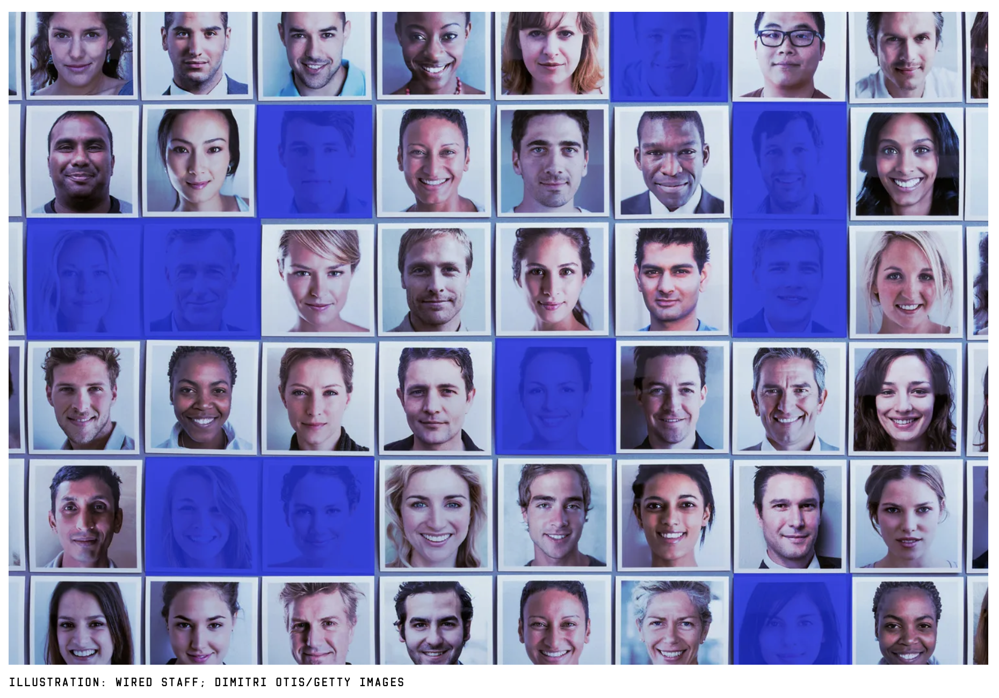 ILLUSTRATION: WIRED STAFF; DIMITRI OTIS/GETTY IMAGES